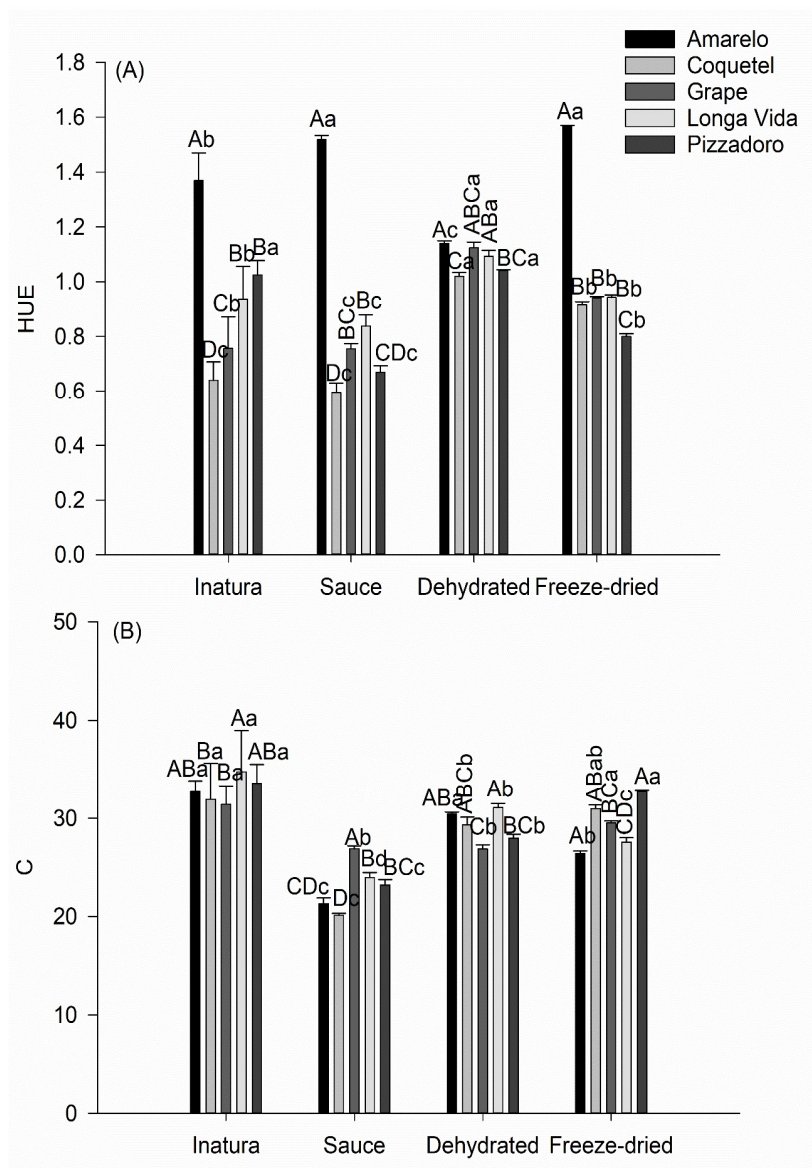 Amarelo
Coquetel
Grape
Longa Vida
Pizzadoro
(A)
HUE
1.8
1.6
1.4
1.2
1.0
0.8
0.6
0.4
0.2
0.0
Ab
Dc
Cb
Bb
Ba
Aa
Dc
BCc
Bc
CDc
Ac
Ca
ABCa
ABa
BCa
Aa
Bb
Bb
Bb
Cb
Inatura
Sauce
Dehydrated
Freeze-dried
(B)
C
50
40
30
20
10
0
ABa
Ba
Ba
Aa
ABa
CDc
Dc
Ab
Bd
BCc
ABa
ABCb
Cb
Ab
BCb
Ab
ABab
BCa
CDc
Aa
Inatura
Sauce
Dehydrated
Freeze-dried